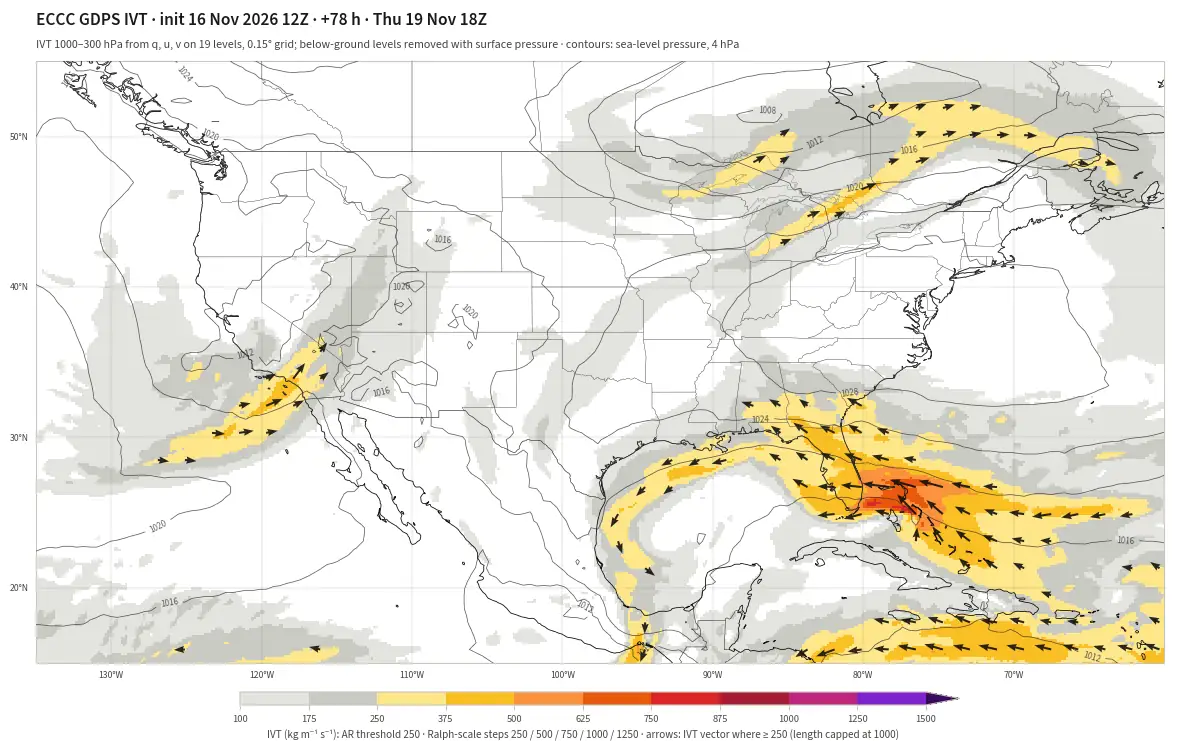 ECCC GDPS IVT · init 16 Nov 2026 12Z · +78 h · Thu 19 Nov 18Z
IVT 1000–300 hPa from q, u, v on 19 levels, 0.15° grid; below-ground levels removed with surface pressure · contours: sea-level pressure, 4 hPa
1024
1020
1008
1012
1016
50°N
1020
1016
40°N
1020
1020
1012
1016
1028
1024
30°N
1020
1016
20°N
1016
1012
130°W 120°W 110°W 100°W 90°W 80°W 70°W
100 175 250 375 500 625 750 875 1000 1250 1500
IVT (kg m⁻¹ s⁻¹): AR threshold 250 · Ralph-scale steps 250 / 500 / 750 / 1000 / 1250 · arrows: IVT vector where ≥ 250 (length capped at 1000)